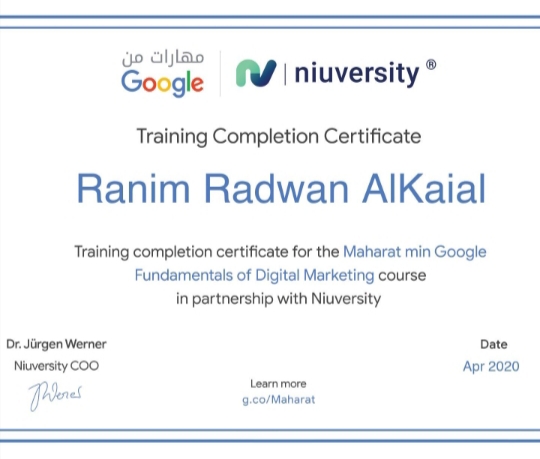 مهارات من
Google
niuversity ®
Training Completion Certificate
Ranim Radwan AlKaial
Training completion certificate for the Maharat min Google
Fundamentals of Digital Marketing course
in partnership with Niuversity
Dr. Jürgen Werner
Niuversity COO
Date
Apr 2020
Learn more
g.co/Maharat